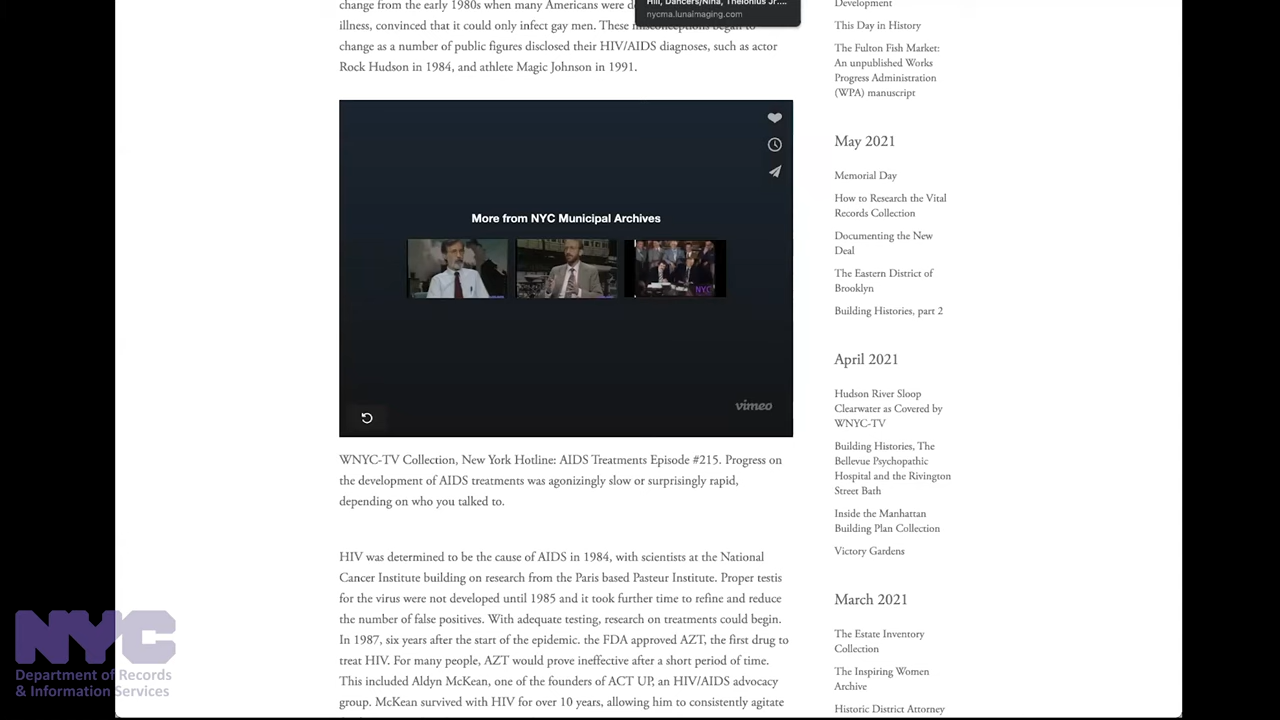 change from the early 1980s when many Americans were
illness, convinced that it could only infect gay men. These misconceptions began to
change as a number of public figures disclosed their HIV/AIDS diagnoses, such as actor
Rock Hudson in 1984, and athlete Magic Johnson in 1991.
Hill, Dancers/Nina, Thelonius Jr....
nycma.lunaimaging.com
More from NYC Municipal Archives
NYC
vimeo
WNYC-TV Collection, New York Hotline: AIDS Treatments Episode #215. Progress on
the development of AIDS treatments was agonizingly slow or surprisingly rapid,
depending on who you talked to.
HIV was determined to be the cause of AIDS in 1984, with scientists at the National
Cancer Institute building on research from the Paris based Pasteur Institute. Proper testis
for the virus were not developed until 1985 and it took further time to refine and reduce
the number of false positives. With adequate testing, research on treatments could begin.
In 1987, six years after the start of the epidemic. the FDA approved AZT, the first drug to
treat HIV. For many people, AZT would prove ineffective after a short period of time.
This included Aldyn McKean, one of the founders of ACT UP, an HIV/AIDS advocacy
group. McKean survived with HIV for over 10 years, allowing him to consistently agitate
Development
This Day in History
The Fulton Fish Market:
An unpublished Works
Progress Administration
(WPA) manuscript
May 2021
Memorial Day
How to Research the Vital
Records Collection
Documenting the New
Deal
The Eastern District of
Brooklyn
Building Histories, part 2
April 2021
Hudson River Sloop
Clearwater as Covered by
WNYC-TV
Building Histories, The
Bellevue Psychopathic
Hospital and the Rivington
Street Bath
Inside the Manhattan
Building Plan Collection
Victory Gardens
March 2021
The Estate Inventory
Collection
The Inspiring Women
Archive
Historic District Attorney
NYC
Department of Records
& Information Services